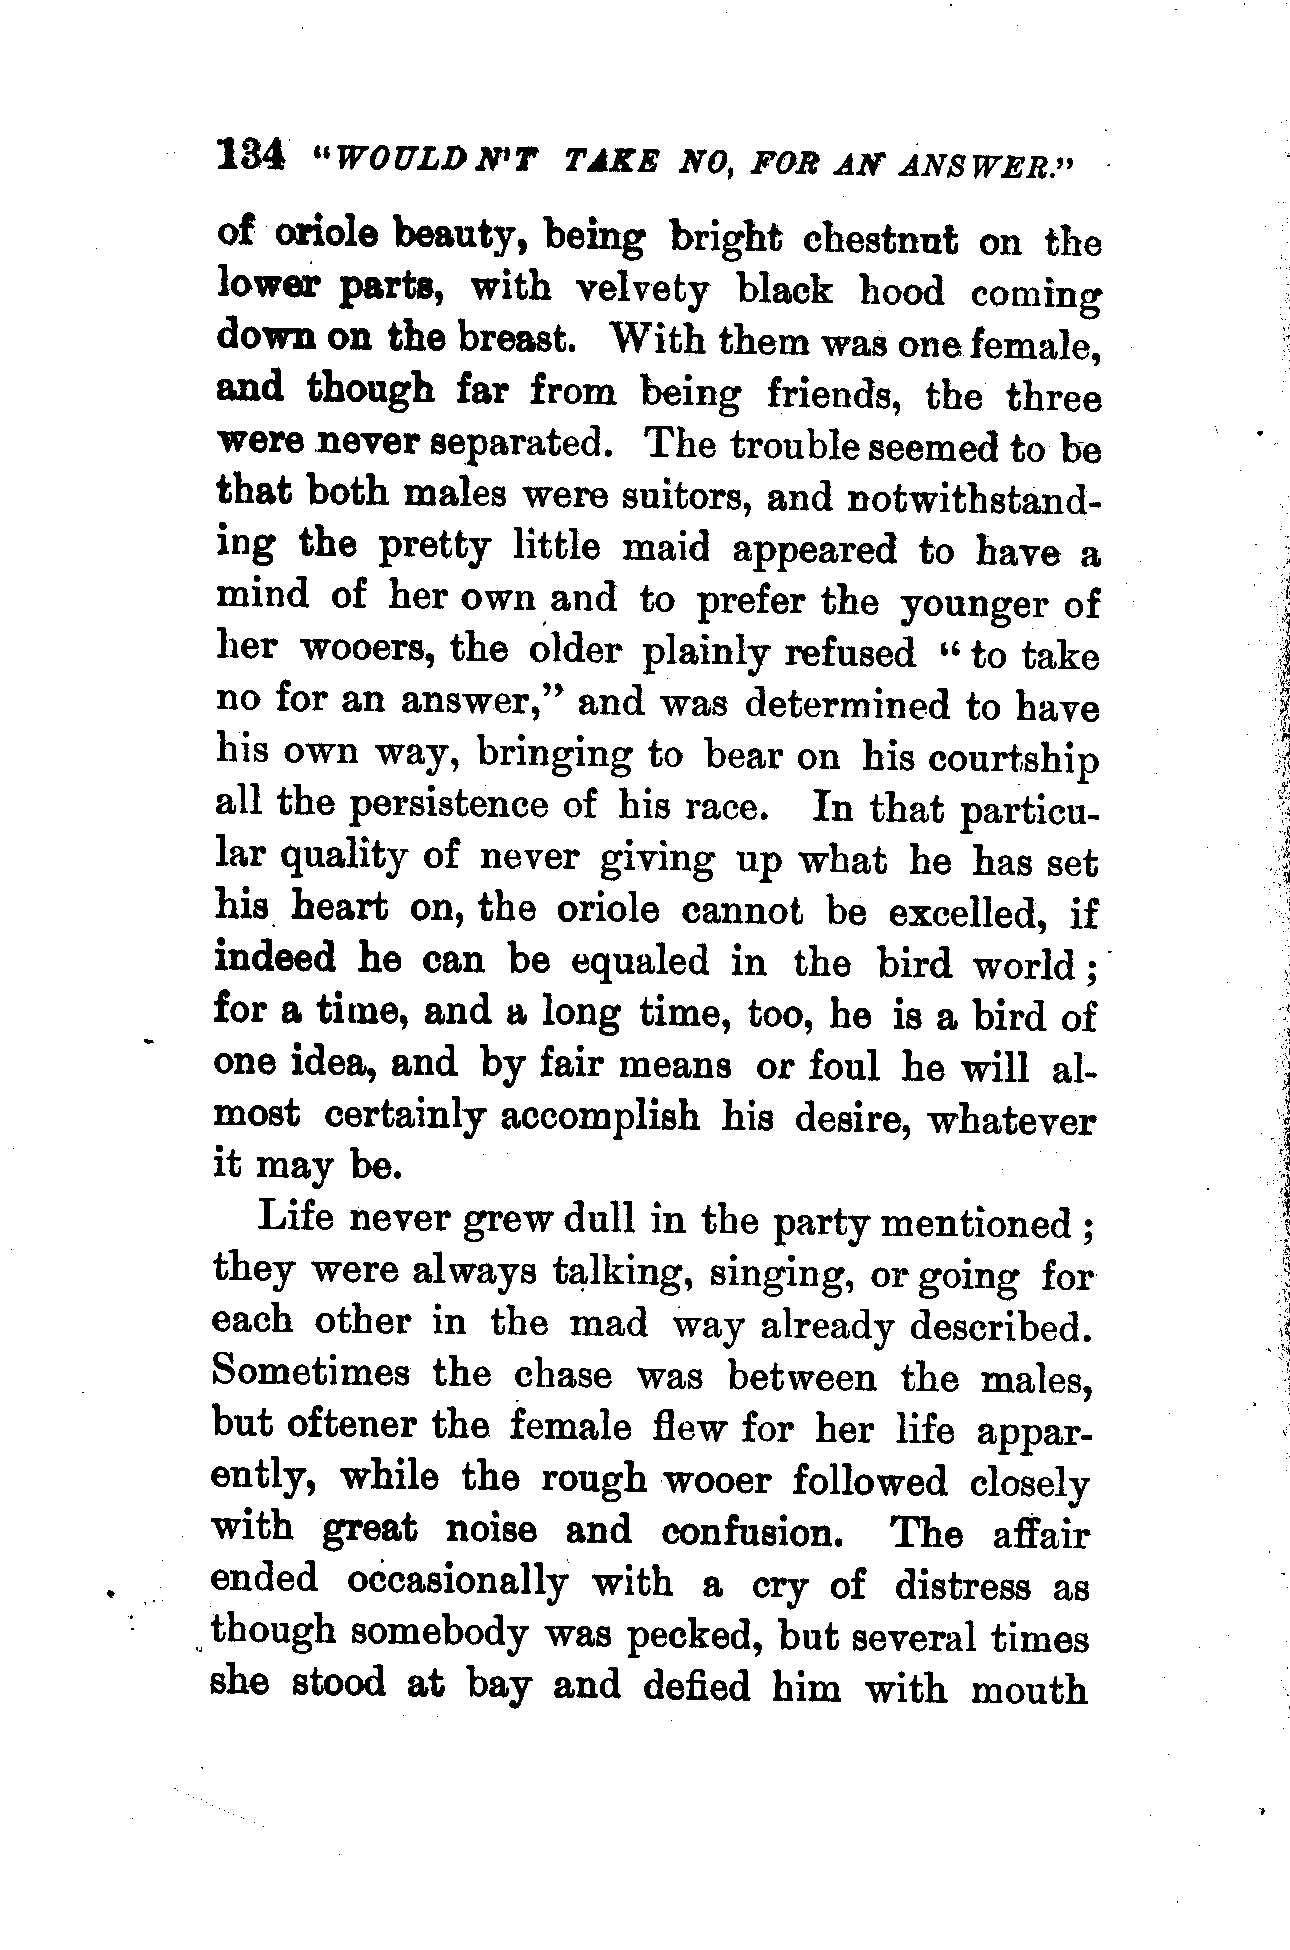 134 "WOULDN'T TAKE NO, FOR AN ANSWER."
of oriole beauty, being bright chestnut on the
lower parts, with velvety black hood coming
down on the breast. With them was one female,
and though far from being friends, the three
were never separated. The trouble seemed to be
that both males were suitors, and notwithstand-
ing the pretty little maid appeared to have a
mind of her own and to prefer the younger of
her wooers, the older plainly refused "to take
no for an answer," and was determined to have
his own way, bringing to bear on his courtship
all the persistence of his race. In that particu-
lar quality of never giving up what he has set
his heart on, the oriole cannot be excelled, if
indeed he can be equaled in the bird world;
for a time, and a long time, too, he is a bird of
one idea, and by fair means or foul he will al-
most certainly accomplish his desire, whatever
it may be.
Life never grew dull in the party mentioned;
they were always talking, singing, or going for
each other in the mad way already described.
Sometimes the chase was between the males,
but oftener the female flew for her life appar-
ently, while the rough wooer followed closely
with great noise and confusion. The affair
ended occasionally with a cry of distress as
though somebody was pecked, but several times
she stood at bay and defied him with mouth